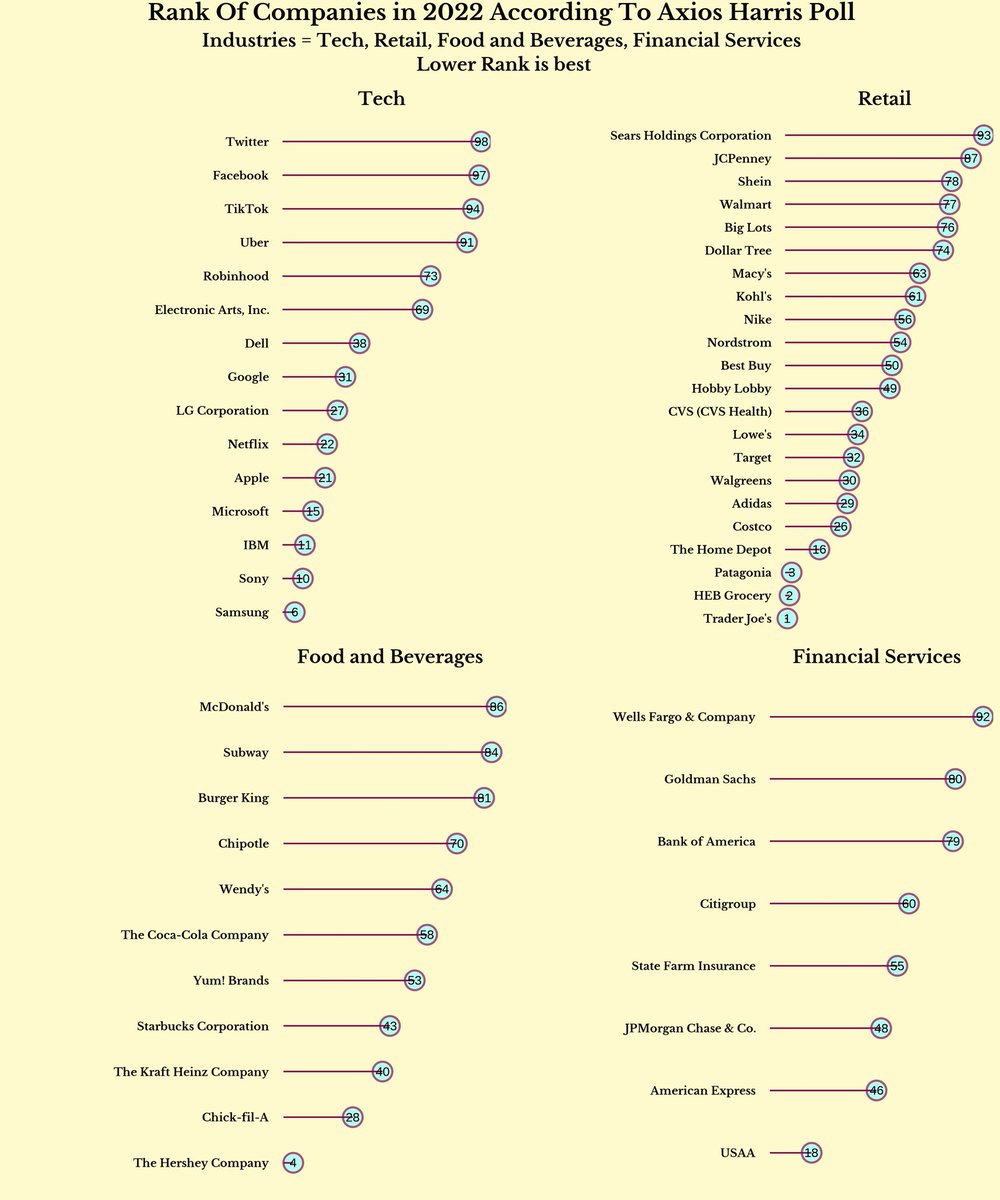 Rank Of Companies in 2022 According To Axios Harris Poll
Industries = Tech, Retail, Food and Beverages, Financial Services
Lower Rank is best
Tech
Twitter 98
Facebook 97
TikTok 94
Uber 91
Robinhood 73
Electronic Arts, Inc. 69
Dell 38
Google 31
LG Corporation 27
Netflix 22
Apple 21
Microsoft 15
IBM 11
Sony 10
Samsung 6
Retail
Sears Holdings Corporation 93
JCPenney 87
Shein 78
Walmart 77
Big Lots 76
Dollar Tree 74
Macy's 63
Kohl's 61
Nike 56
Nordstrom 54
Best Buy 50
Hobby Lobby 49
CVS (CVS Health) 36
Lowe's 34
Target 32
Walgreens 30
Adidas 29
Costco 26
The Home Depot 16
Patagonia 3
HEB Grocery 2
Trader Joe's 1
Food and Beverages
McDonald's 86
Subway 84
Burger King 81
Chipotle 70
Wendy's 64
The Coca-Cola Company 58
Yum! Brands 53
Starbucks Corporation 43
The Kraft Heinz Company 40
Chick-fil-A 28
The Hershey Company 4
Financial Services
Wells Fargo & Company 92
Goldman Sachs 80
Bank of America 79
Citigroup 60
State Farm Insurance 55
JPMorgan Chase & Co. 48
American Express 46
USAA 18